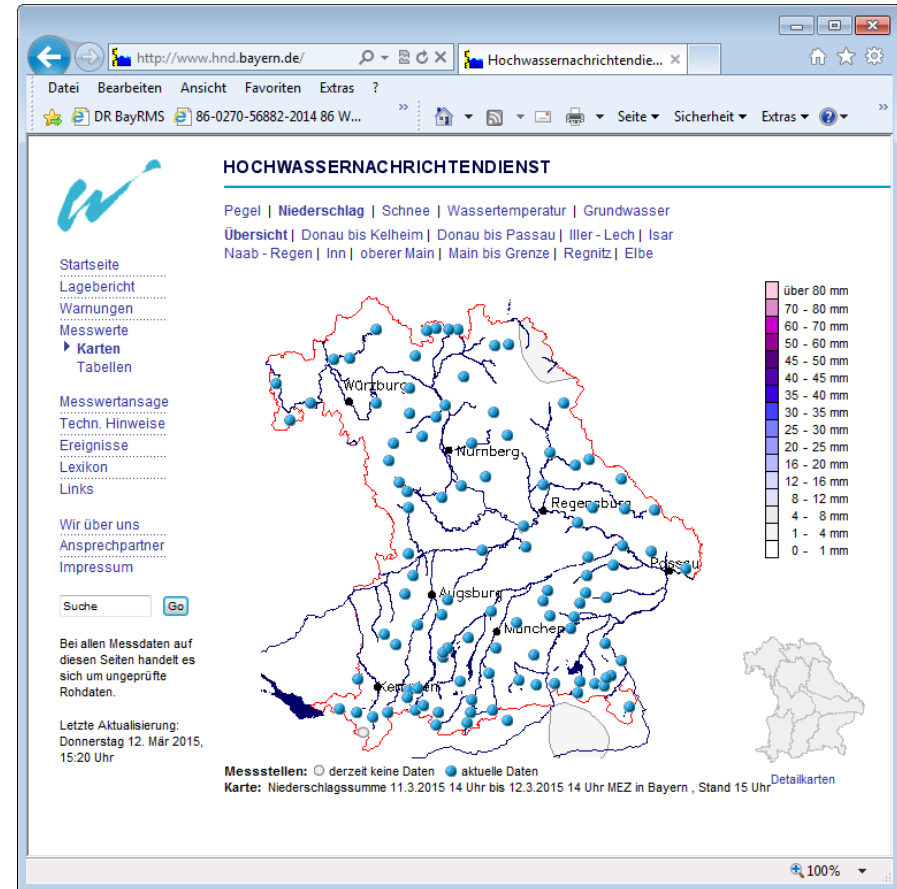 http://www.hnd.bayern.de/
Hochwassernachrichtendie...
Datei Bearbeiten Ansicht Favoriten Extras ?
DR BayRMS 86-0270-56882-2014 86 W... Seite Sicherheit Extras
HOCHWASSERNACHRICHTENDIENST
Pegel | Niederschlag | Schnee | Wassertemperatur | Grundwasser
Übersicht | Donau bis Kelheim | Donau bis Passau | Iller - Lech | Isar
Naab - Regen | Inn | oberer Main | Main bis Grenze | Regnitz | Elbe
Startseite
Lagebericht
Warnungen
Messwerte
Karten
Tabellen
Messwertansage
Techn. Hinweise
Ereignisse
Lexikon
Links
Wir über uns
Ansprechpartner
Impressum
Suche Go
Bei allen Messdaten auf
diesen Seiten handelt es
sich um ungeprüfte
Rohdaten.
Letzte Aktualisierung:
Donnerstag 12. Mär 2015,
15:20 Uhr
Würzburg
Nürnberg
Regensburg
Passau
Augsburg
München
Kempten
über 80 mm
70 - 80 mm
60 - 70 mm
50 - 60 mm
45 - 50 mm
40 - 45 mm
35 - 40 mm
30 - 35 mm
25 - 30 mm
20 - 25 mm
16 - 20 mm
12 - 16 mm
8 - 12 mm
4 - 8 mm
1 - 4 mm
0 - 1 mm
Detailkarten
Messstellen: derzeit keine Daten aktuelle Daten
Karte: Niederschlagssumme 11.3.2015 14 Uhr bis 12.3.2015 14 Uhr MEZ in Bayern , Stand 15 Uhr
100%